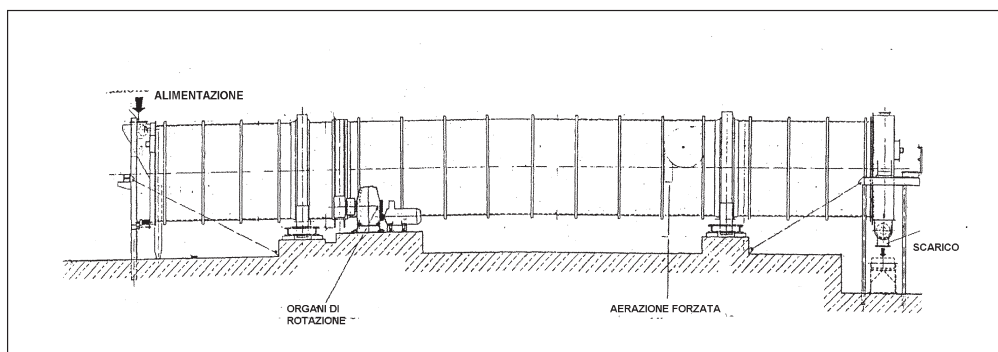 ALIMENTAZIONE
SCARICO
ORGANI DI
ROTAZIONE
AERAZIONE FORZATA